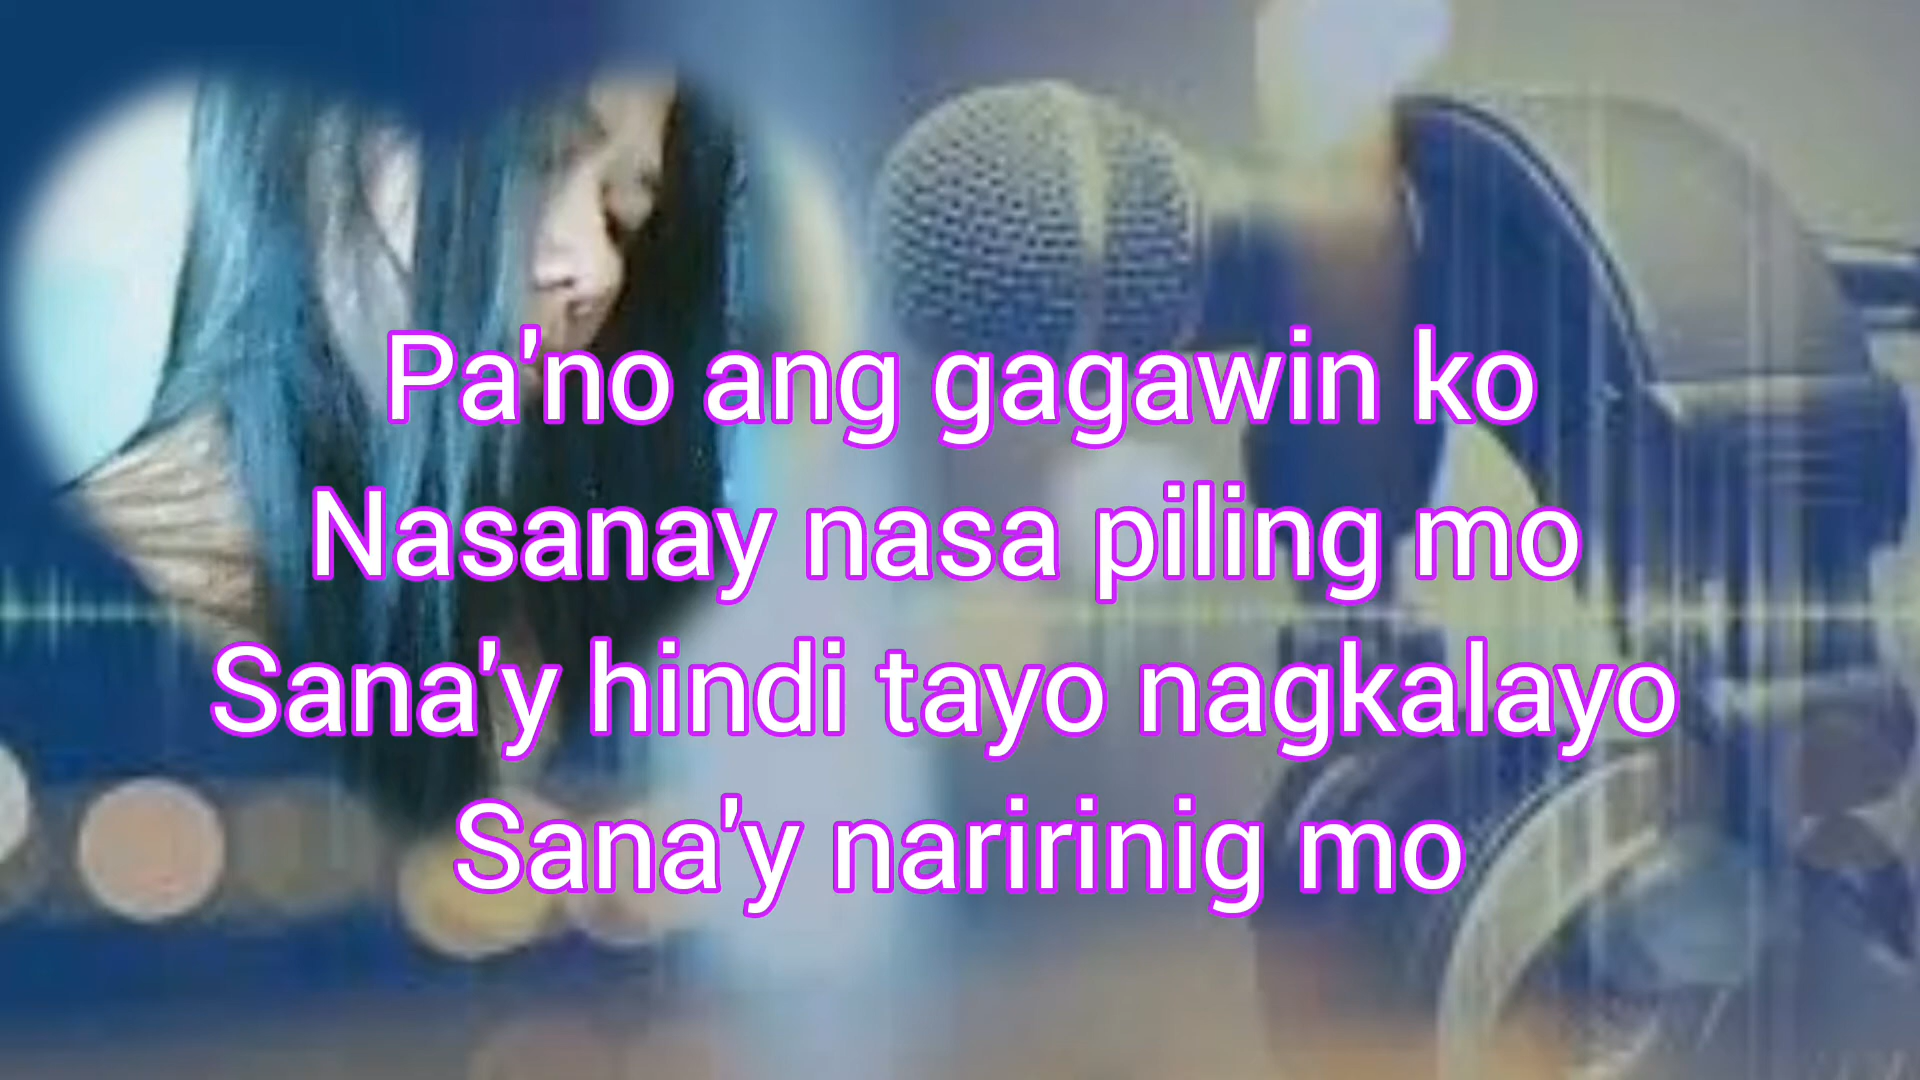 Pa'no ang gagawin ko
Nasanay nasa piling mo
Sana'y hindi tayo nagkalayo
Sana'y naririnig mo